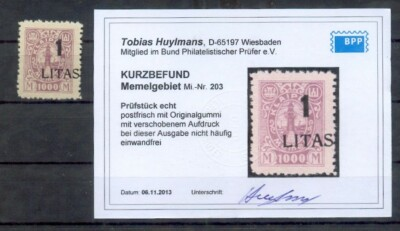 1
LITAS
M 1000 M
Tobias Huylmans, D-65197 Wiesbaden
Mitglied im Bund Philatelistischer Prüfer e.V.
BPP
KURZBEFUND
Memelgebiet Mi.-Nr. 203
Prüfstück echt
postfrisch mit Originalgummi
mit verschobenem Aufdruck
bei dieser Ausgabe nicht häufig
einwandfrei
Datum: 06.11.2013 Unterschrift:
1
LITAS
M 1000 M